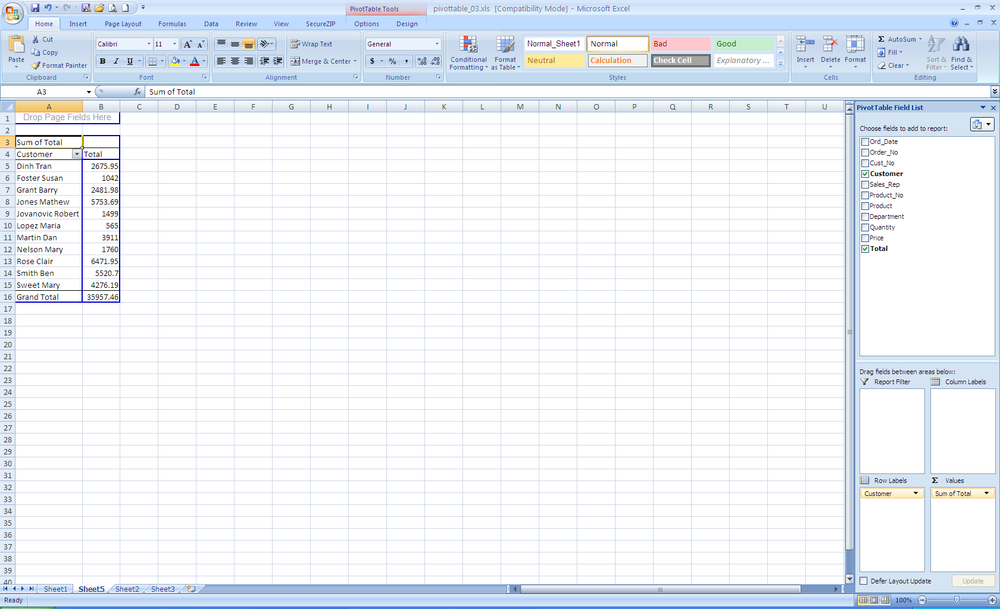 PivotTable Tools
pivottable_03.xls [Compatibility Mode] - Microsoft Excel
Home Insert Page Layout Formulas Data Review View SecureZIP Options Design
Paste
Cut
Copy
Format Painter
Clipboard
Calibri 11
B I U
Font
Wrap Text
Merge & Center
Alignment
General
$ % ,
Number
Conditional Formatting
Format as Table
Normal_Sheet1 Normal Bad Good
Neutral Calculation Check Cell Explanatory ...
Styles
Insert Delete Format
Cells
Σ AutoSum
Fill
Clear
Sort & Filter
Find & Select
Editing
A3 fx Sum of Total
A B C D E F G H I J K L M N O P Q R S T U
1 Drop Page Fields Here
2
3 Sum of Total
4 Customer Total
5 Dinh Tran 2675.95
6 Foster Susan 1042
7 Grant Barry 2481.98
8 Jones Mathew 5753.69
9 Jovanovic Robert 1499
10 Lopez Maria 565
11 Martin Dan 3911
12 Nelson Mary 1760
13 Rose Clair 6471.95
14 Smith Ben 5520.7
15 Sweet Mary 4276.19
16 Grand Total 35957.46
17
18
19
20
21
22
23
24
25
26
27
28
29
30
31
32
33
34
35
36
37
38
39
40
PivotTable Field List
Choose fields to add to report:
Ord_Date
Order_No
Cust_No
Customer
Sales_Rep
Product_No
Product
Department
Quantity
Price
Total
Drag fields between areas below:
Report Filter Column Labels
Row Labels Σ Values
Customer Sum of Total
Defer Layout Update Update
Sheet1 Sheet5 Sheet2 Sheet3
Ready 100%